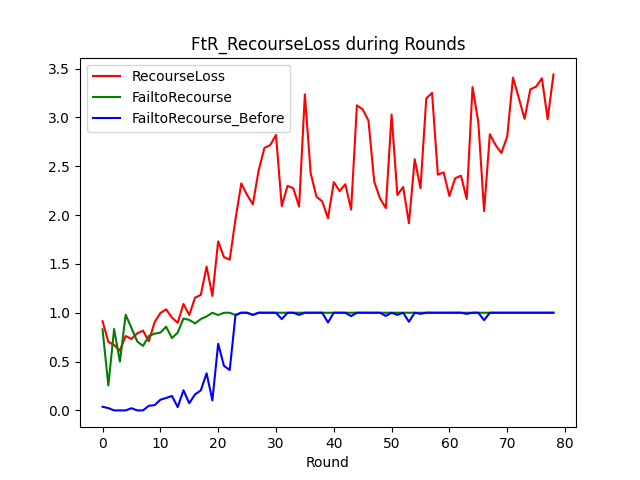 FtR_RecourseLoss during Rounds
RecourseLoss
FailtoRecourse
FailtoRecourse_Before
3.5
3.0
2.5
2.0
1.5
1.0
0.5
0.0
0 10 20 30 40 50 60 70 80
Round